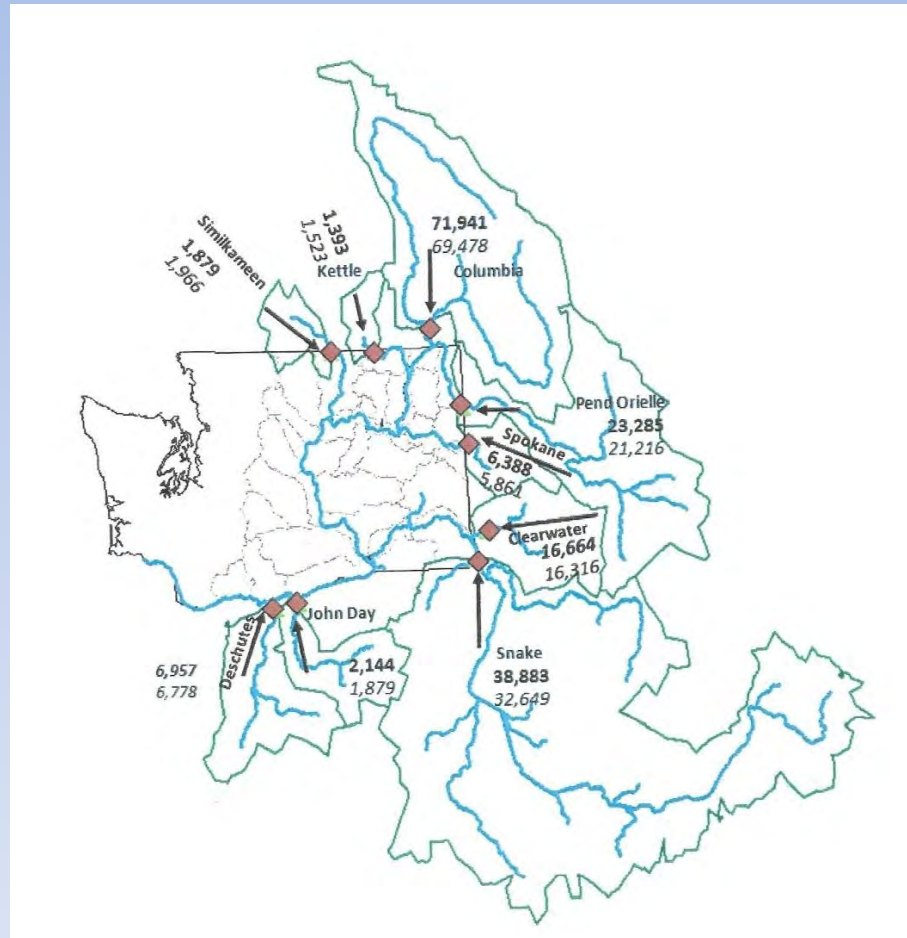 Similkameen
1,879
1,966
1,393
1,523
Kettle
71,941
69,478
Columbia
Pend Orielle
23,285
21,216
Spokane
6,388
5,861
Clearwater
16,664
16,316
Snake
38,883
32,649
John Day
2,144
1,879
Deschutes
6,957
6,778